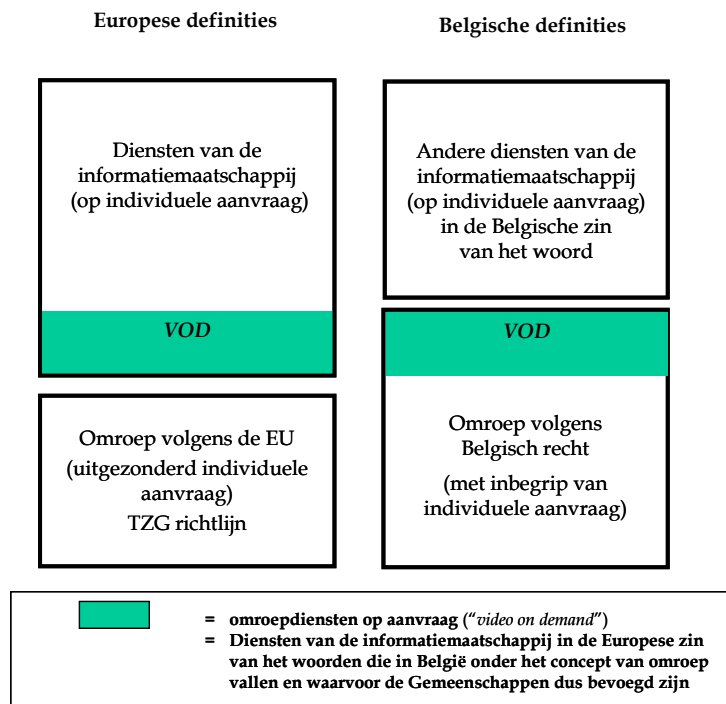 Europese definities
Belgische definities
Diensten van de
informatiemaatschappij
(op individuele aanvraag)
VOD
Omroep volgens de EU
(uitgezonderd individuele
aanvraag)
TZG richtlijn
Andere diensten van de
informatiemaatschappij
(op individuele aanvraag)
in de Belgische zin
van het woord
VOD
Omroep volgens
Belgisch recht
(met inbegrip van
individuele aanvraag)
= omroepdiensten op aanvraag (“video on demand”)
= Diensten van de informatiemaatschappij in de Europese zin
van het woorden die in België onder het concept van omroep
vallen en waarvoor de Gemeenschappen dus bevoegd zijn